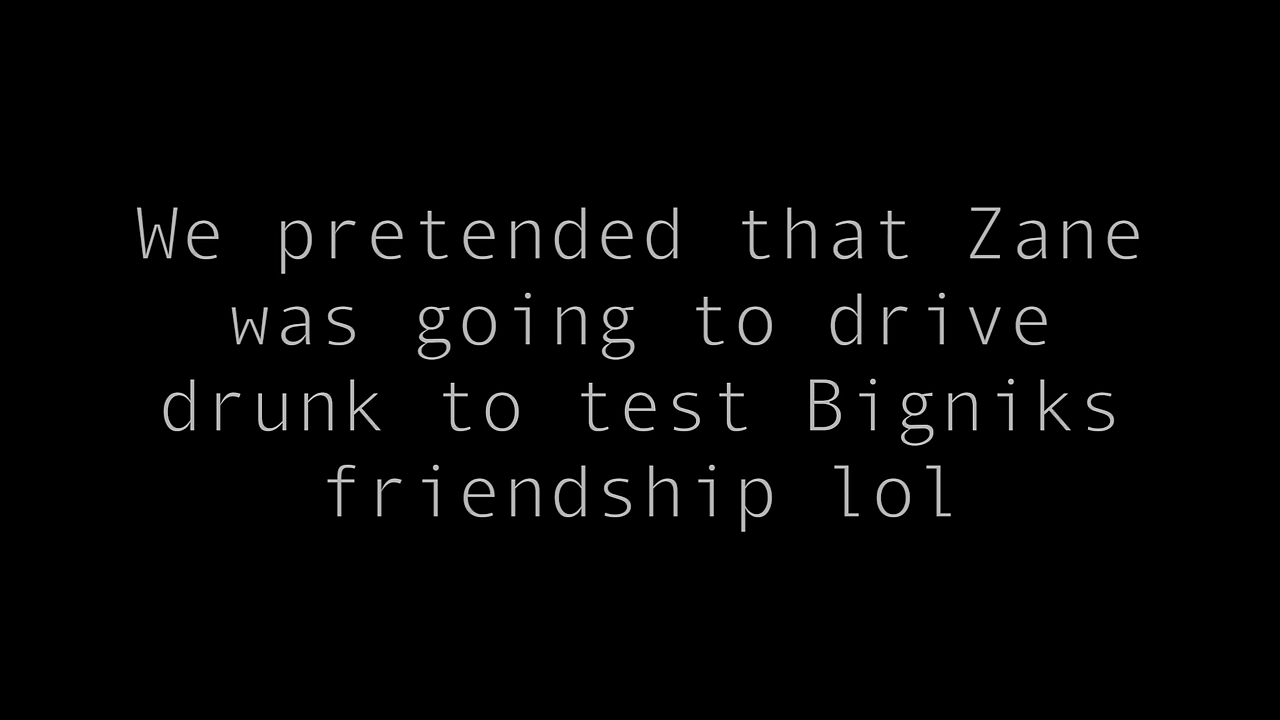 We pretended that Zane
was going to drive
drunk to test Bigniks
friendship lol